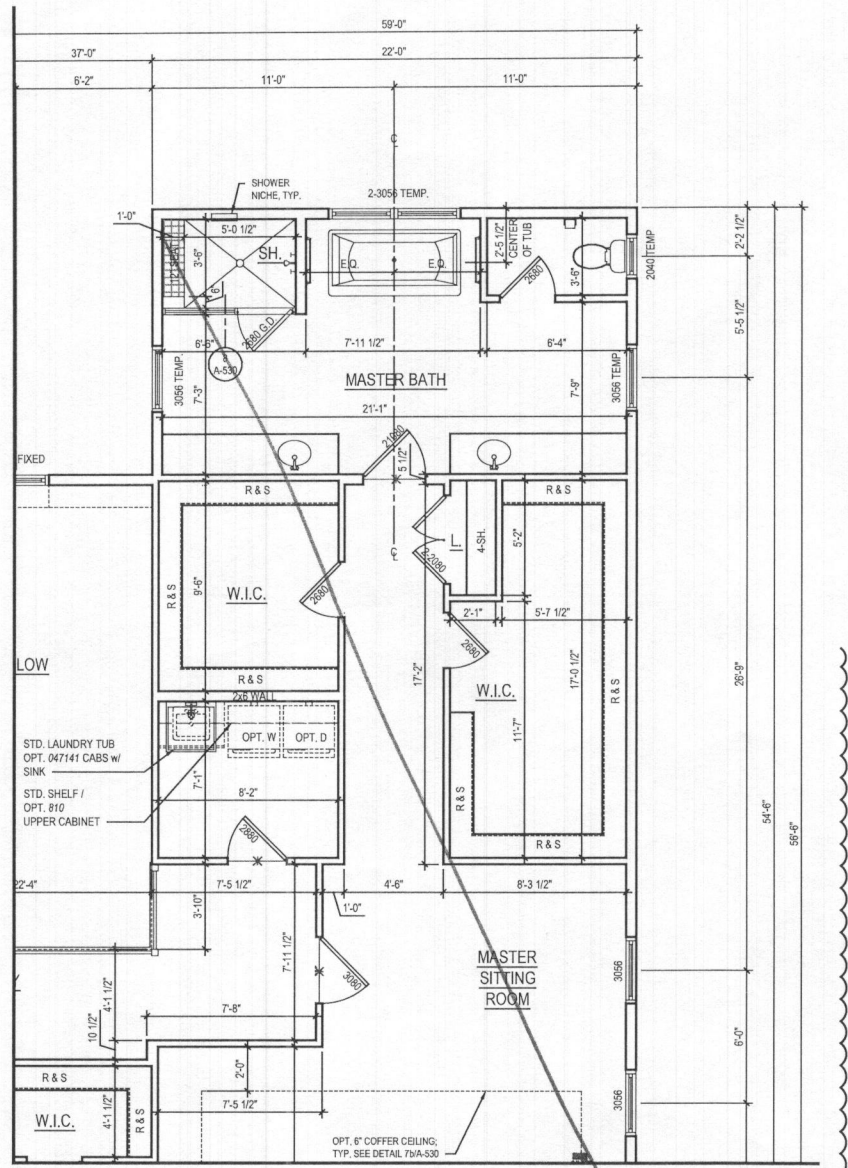 59'-0"
37'-0"
22'-0"
6'-2"
11'-0"
11'-0"
C
L
SHOWER
NICHE, TYP.
2-3056 TEMP.
1'-0"
5'-0 1/2"
12" SEAT
3'-6"
SH.
6"
E.Q.
E.Q.
2'-5 1/2"
CENTER
OF TUB
2680
3'-6"
2040 TEMP
2'-2 1/2"
5'-5 1/2"
2680 G.D.
6'-6"
7'-11 1/2"
6'-4"
A-530
3056 TEMP.
7'-3"
MASTER BATH
7'-9"
3056 TEMP.
21'-1"
FIXED
5 1/2"
R & S
R & S
R & S
9'-6"
W.I.C.
2680
C
L
L.
4-SH.
2-2080
5'-2"
2'-1"
5'-7 1/2"
2680
17'-2"
W.I.C.
17'-0 1/2"
R & S
11'-7"
26'-9"
54'-6"
56'-6"
LOW
R & S
2x6 WALL
OPT. W
OPT. D
STD. LAUNDRY TUB
OPT. 047141 CABS w/
SINK
STD. SHELF /
OPT. 810
UPPER CABINET
7'-1"
8'-2"
2880
R & S
R & S
22'-4"
7'-5 1/2"
4'-6"
8'-3 1/2"
1'-0"
3'-10"
7'-11 1/2"
3080
MASTER
SITTING
ROOM
3056
4'-1 1/2"
10 1/2"
7'-8"
6'-0"
R & S
2'-0"
W.I.C.
4'-1 1/2"
R & S
7'-5 1/2"
3056
OPT. 6" COFFER CEILING;
TYP. SEE DETAIL 7b/A-530